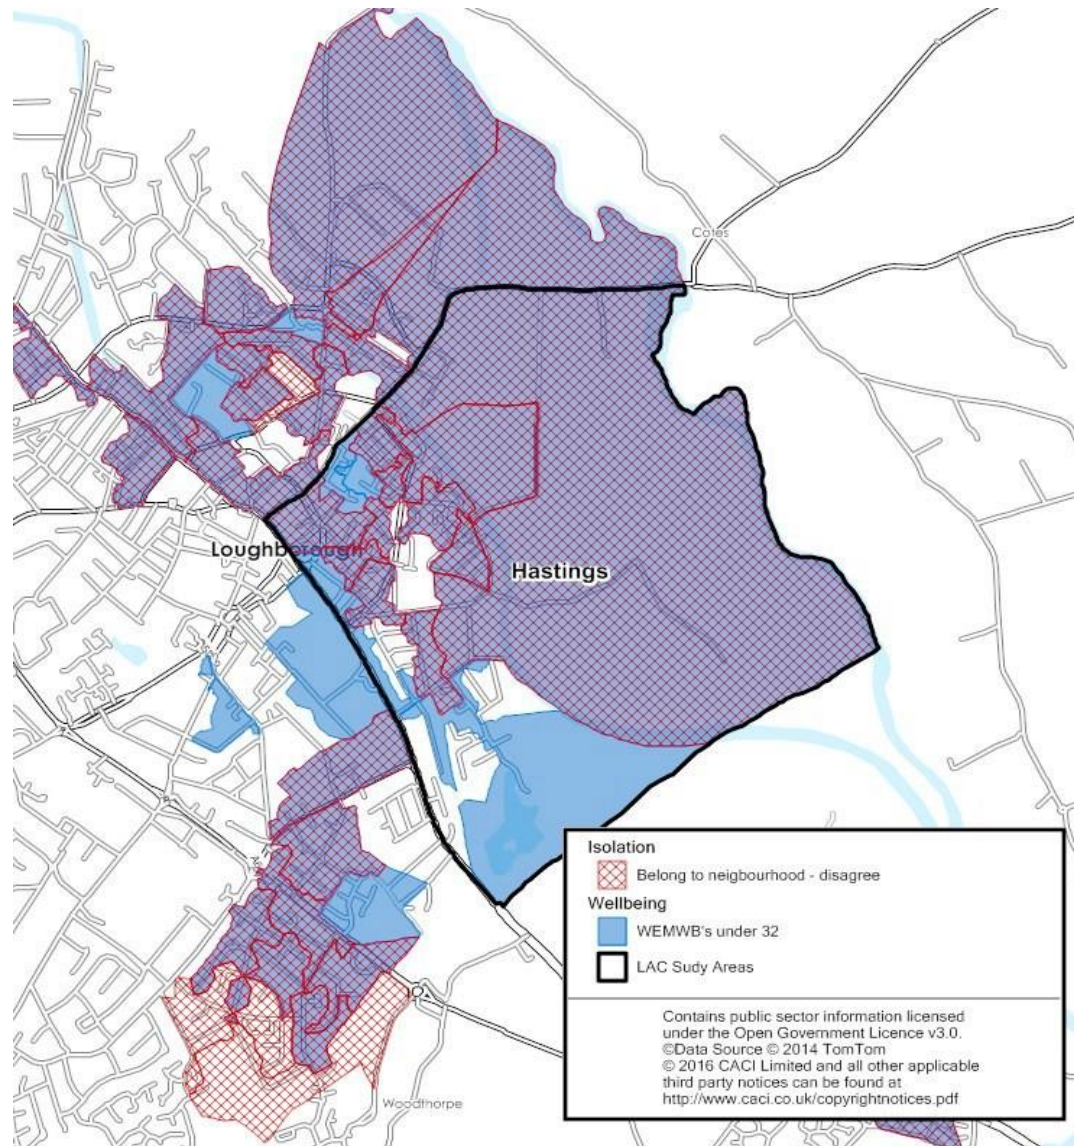 Cotes
Loughborough
Hastings
Woodthorpe
Isolation
Belong to neigbourhood - disagree
Wellbeing
WEMWB's under 32
LAC Sudy Areas
Contains public sector information licensed
under the Open Government Licence v3.0.
©Data Source © 2014 TomTom
© 2016 CACI Limited and all other applicable
third party notices can be found at
http://www.caci.co.uk/copyrightnotices.pdf